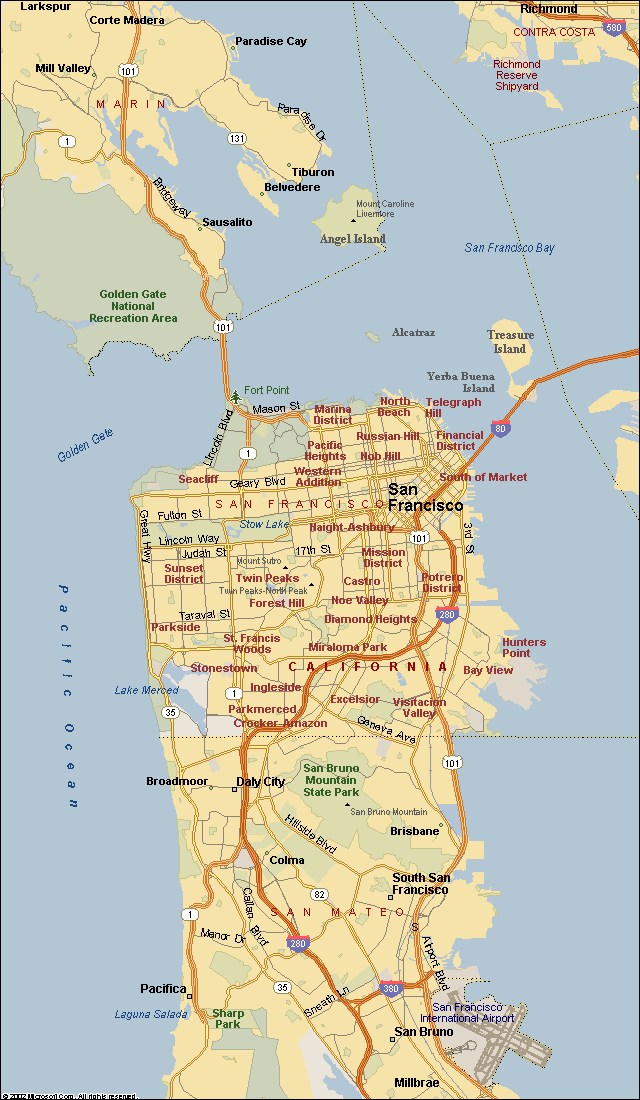 Larkspur
Corte Madera
Richmond
CONTRA COSTA
580
Paradise Cay
Mill Valley
101
Richmond
Reserve
Shipyard
MARIN
Paradise Dr
1
131
Tiburon
Belvedere
Bridgeway
Sausalito
Mount Caroline
Livermore
Angel Island
San Francisco Bay
Golden Gate
National
Recreation Area
101
Alcatraz
Treasure
Island
Yerba Buena
Island
Fort Point
Mason St
Marina
District
North
Beach
Telegraph
Hill
80
Golden Gate
Lincoln Blvd
1
Pacific
Heights
Russian Hill
Nob Hill
Financial
District
Seacliff
Geary Blvd
Western
Addition
South of Market
San
Francisco
SAN FRANCISCO
Great Hwy
Fulton St
Stow Lake
Haight-Ashbury
3rd St
Lincoln Way
Judah St
17th St
101
Mount Sutro
Mission
District
Sunset
District
Twin Peaks
Twin Peaks-North Peak
Castro
Potrero
District
Forest Hill
Noe Valley
280
Taraval St
Diamond Heights
Parkside
St. Francis
Woods
Miraloma Park
Hunters
Point
Stonestown
CALIFORNIA
Bay View
Lake Merced
1
Ingleside
35
Parkmerced
Excelsior
Visitacion
Valley
Crocker-Amazon
Geneva Ave
Pacific Ocean
101
Broadmoor
Daly City
San Bruno
Mountain
State Park
San Bruno Mountain
Hillside Blvd
Brisbane
Colma
South San
Francisco
82
1
Callan Blvd
SAN MATEO
S
Manor Dr
280
Airport Blvd
Pacifica
35
Sneath Ln
380
Laguna Salada
Sharp
Park
San Francisco
International Airport
San Bruno
Millbrae
© 2002 Microsoft Corp. All rights reserved.